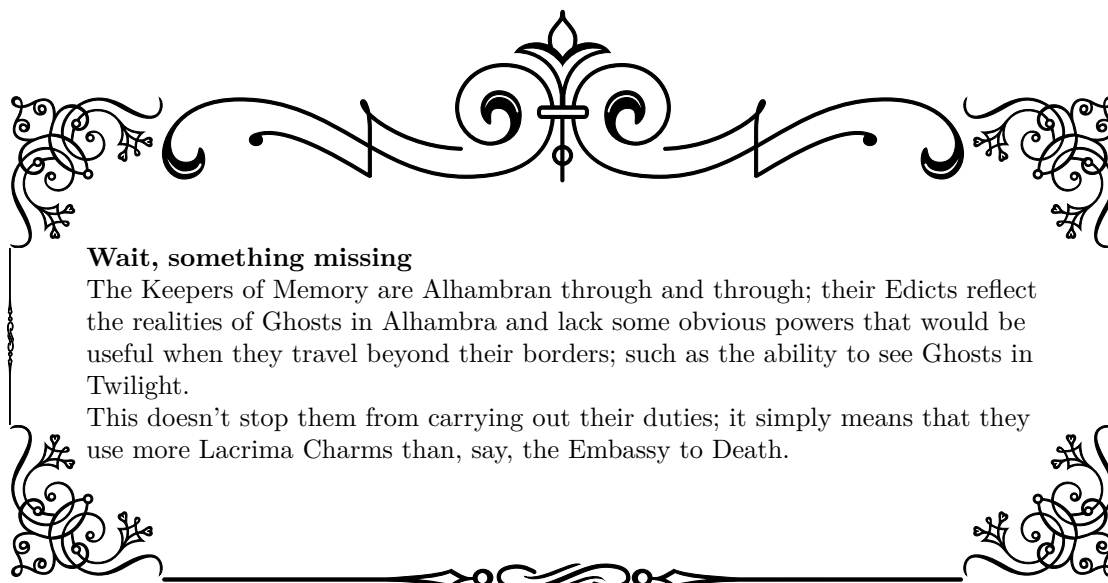 Wait, something missing
The Keepers of Memory are Alhambran through and through; their Edicts reflect
the realities of Ghosts in Alhambra and lack some obvious powers that would be
useful when they travel beyond their borders; such as the ability to see Ghosts in
Twilight.
This doesn't stop them from carrying out their duties; it simply means that they
use more Lacrima Charms than, say, the Embassy to Death.